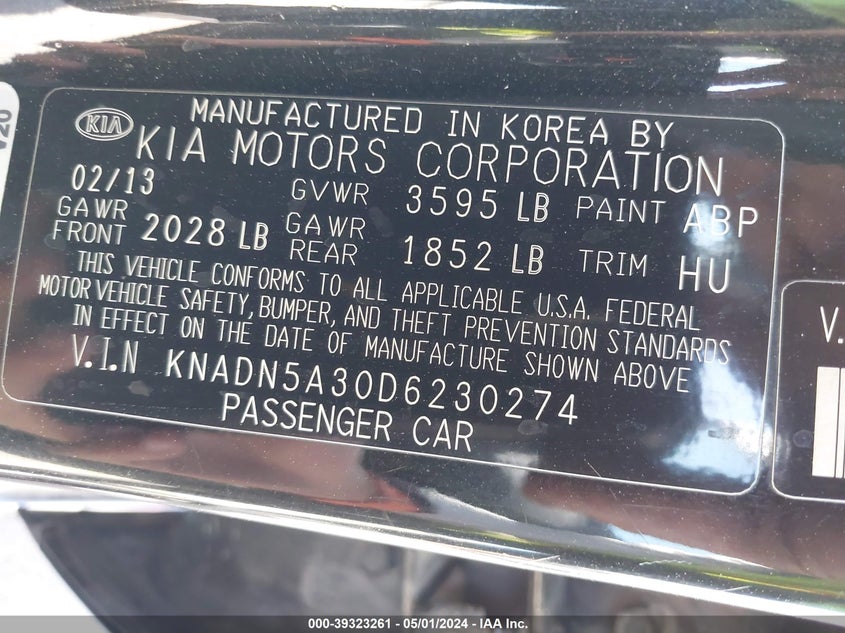 V20
KIA
MANUFACTURED IN KOREA BY
KIA MOTORS CORPORATION
02/13 GVWR 3595 LB PAINT ABP
GAWR FRONT 2028 LB GAWR REAR 1852 LB TRIM HU
THIS VEHICLE CONFORMS TO ALL APPLICABLE U.S.A. FEDERAL
MOTOR VEHICLE SAFETY, BUMPER, AND THEFT PREVENTION STANDARDS
IN EFFECT ON THE DATE OF MANUFACTURE SHOWN ABOVE
V.I.N KNADN5A30D6230274
PASSENGER CAR
V.
000-39323261 - 05/01/2024 - IAA Inc.